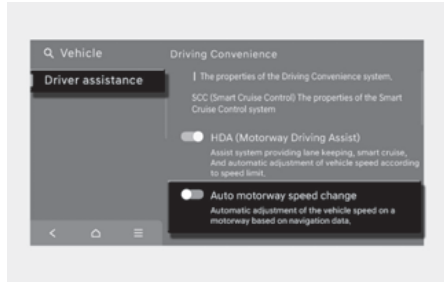 Vehicle
Driving Convenience
Driver assistance
The properties of the Driving Convenience system,
SCC (Smart Cruise Control) The properties of the Smart
Cruise Control system
HDA (Motorway Driving Assist)
Assist system providing lane keeping, smart cruise,
And automatic adjustment of vehicle speed according
to speed limit.
Auto motorway speed change
Automatic adjustment of the vehicle speed on a
motorway based on navigation data,